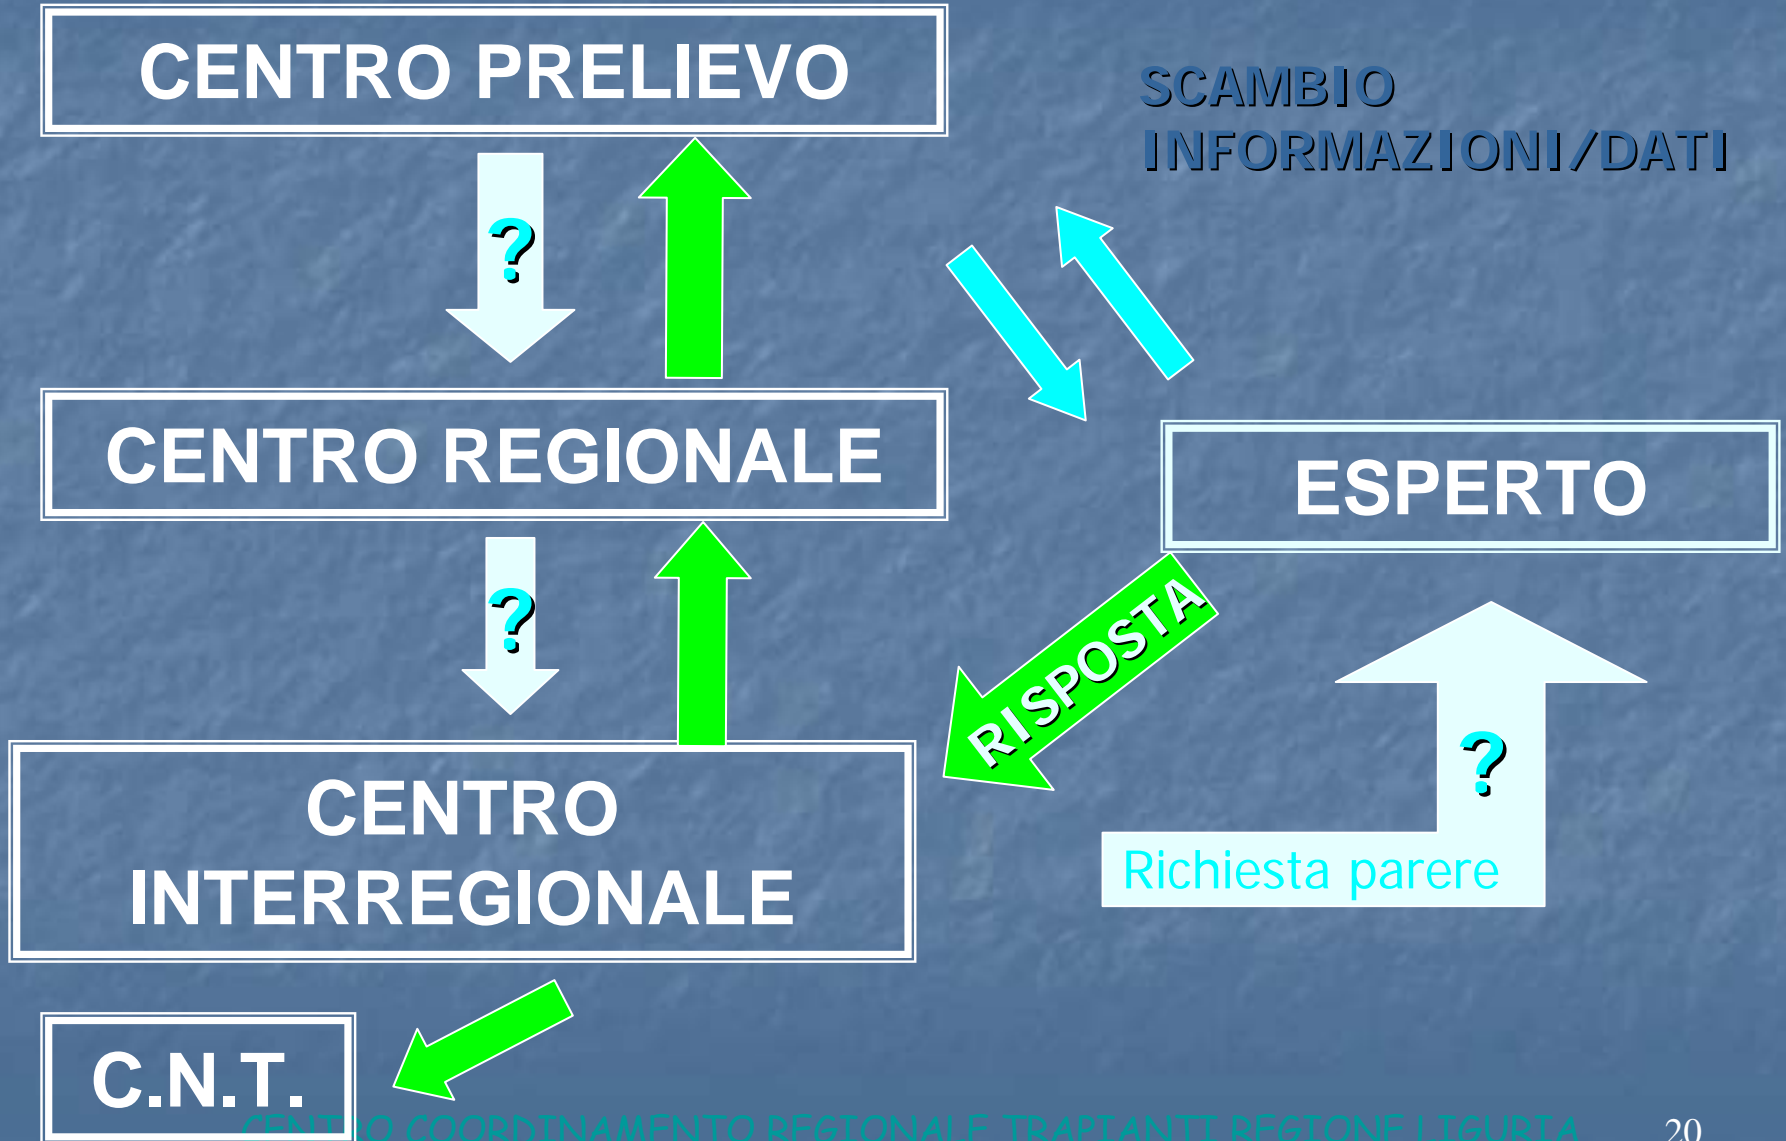 CENTRO PRELIEVO
SCAMBIO
INFORMAZIONI/DATI
?
CENTRO REGIONALE
ESPERTO
?
RISPOSTA
?
CENTRO
INTERREGIONALE
Richiesta parere
C.N.T.
CENTRO COORDINAMENTO REGIONALE TRAPIANTI REGIONE LIGURIA
20